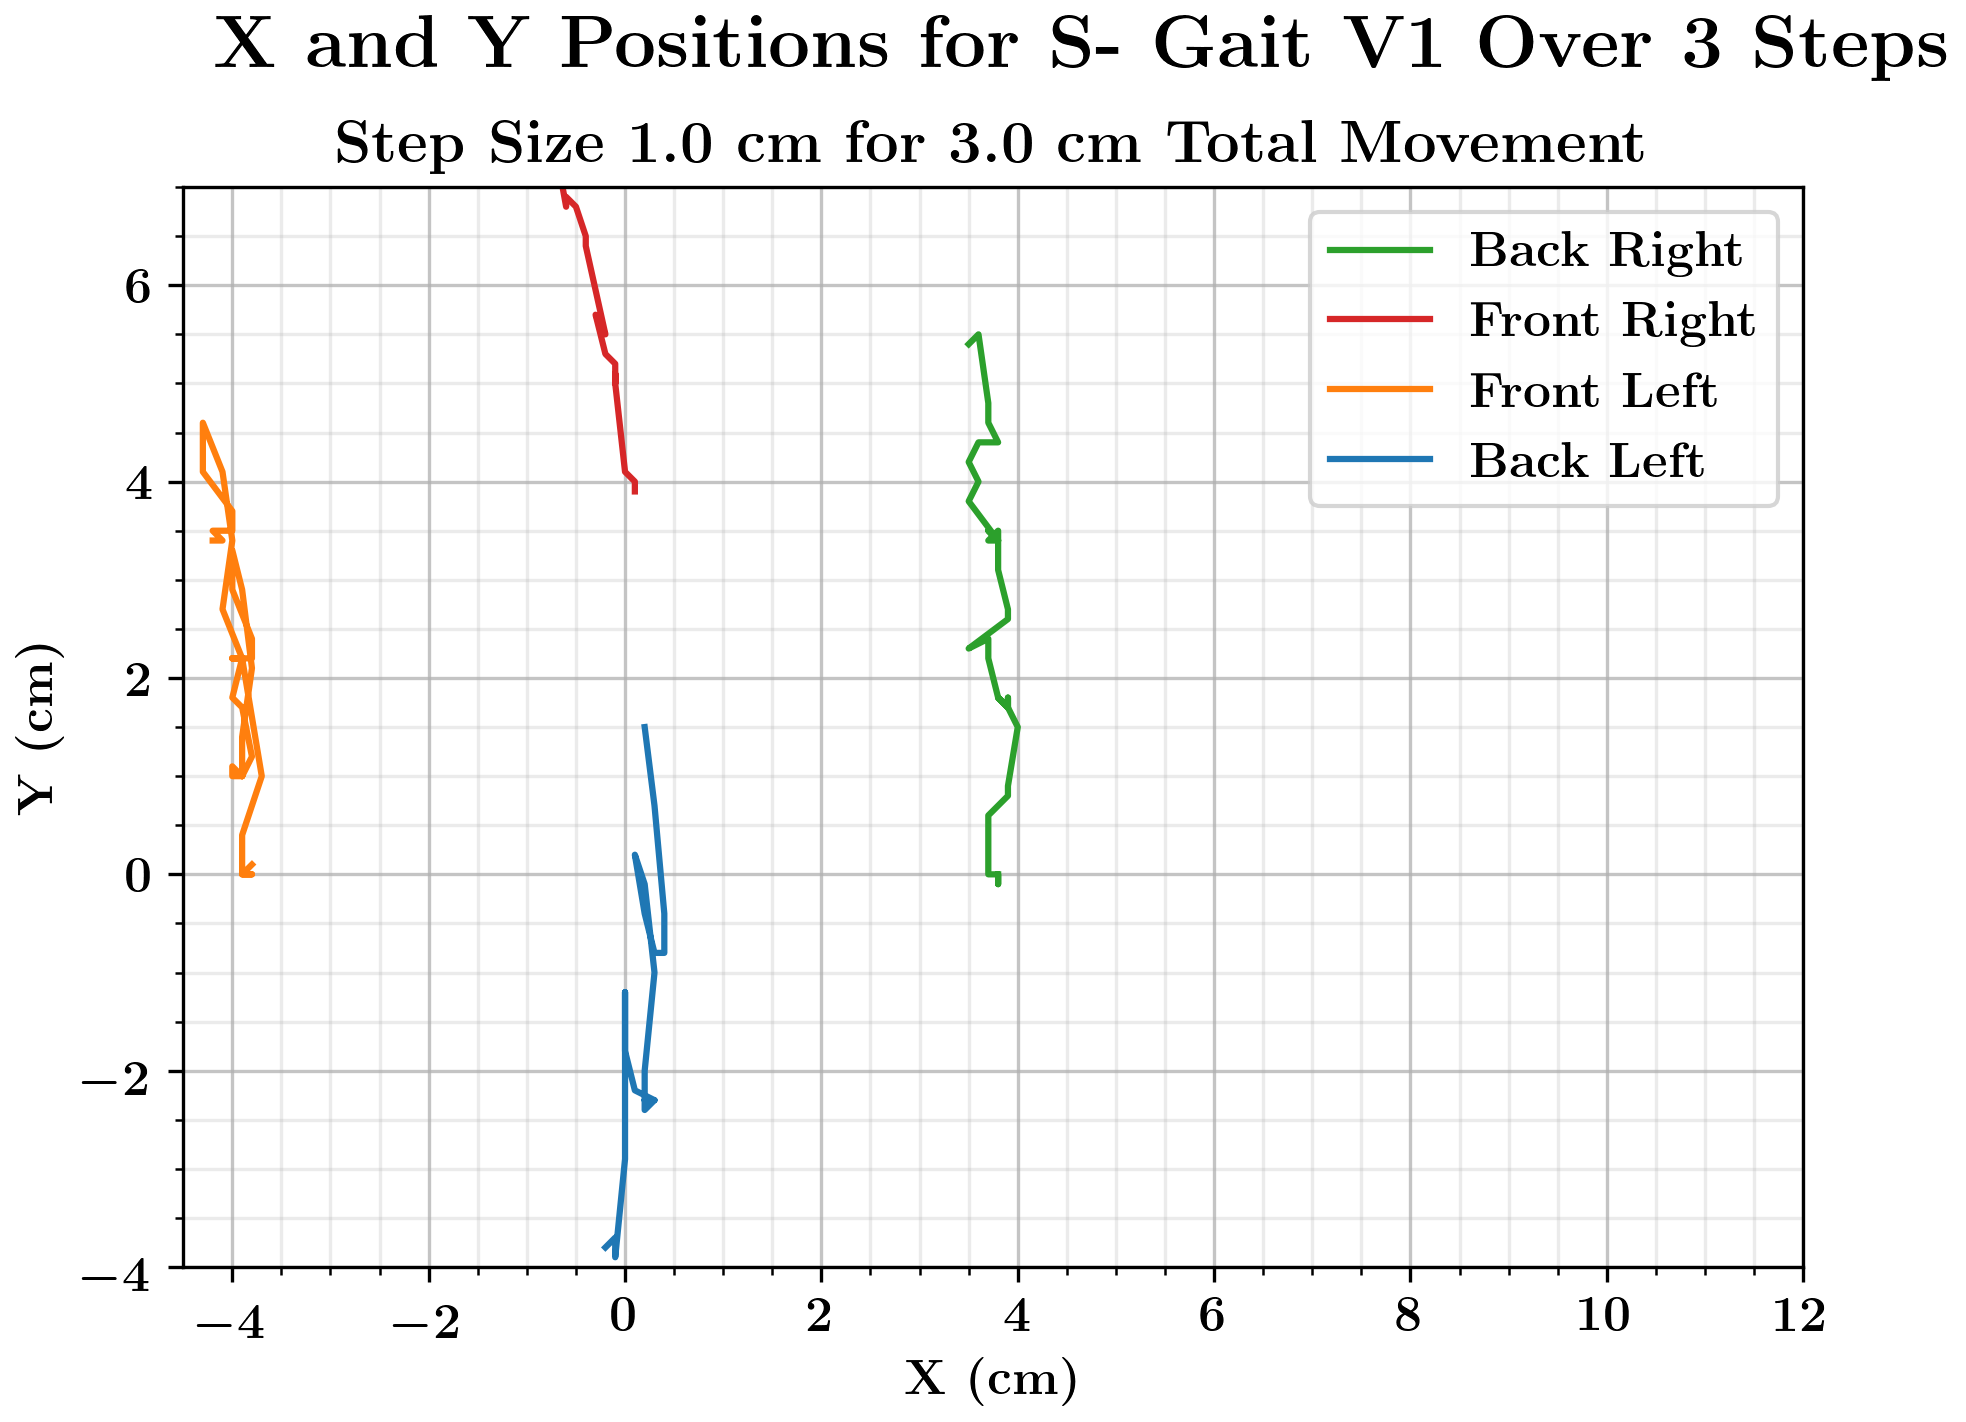 X and Y Positions for S- Gait V1 Over 3 Steps
Step Size 1.0 cm for 3.0 cm Total Movement
Back Right
Front Right
Front Left
Back Left
Y (cm)
6
4
2
0
−2
−4
−4 −2 0 2 4 6 8 10 12
X (cm)